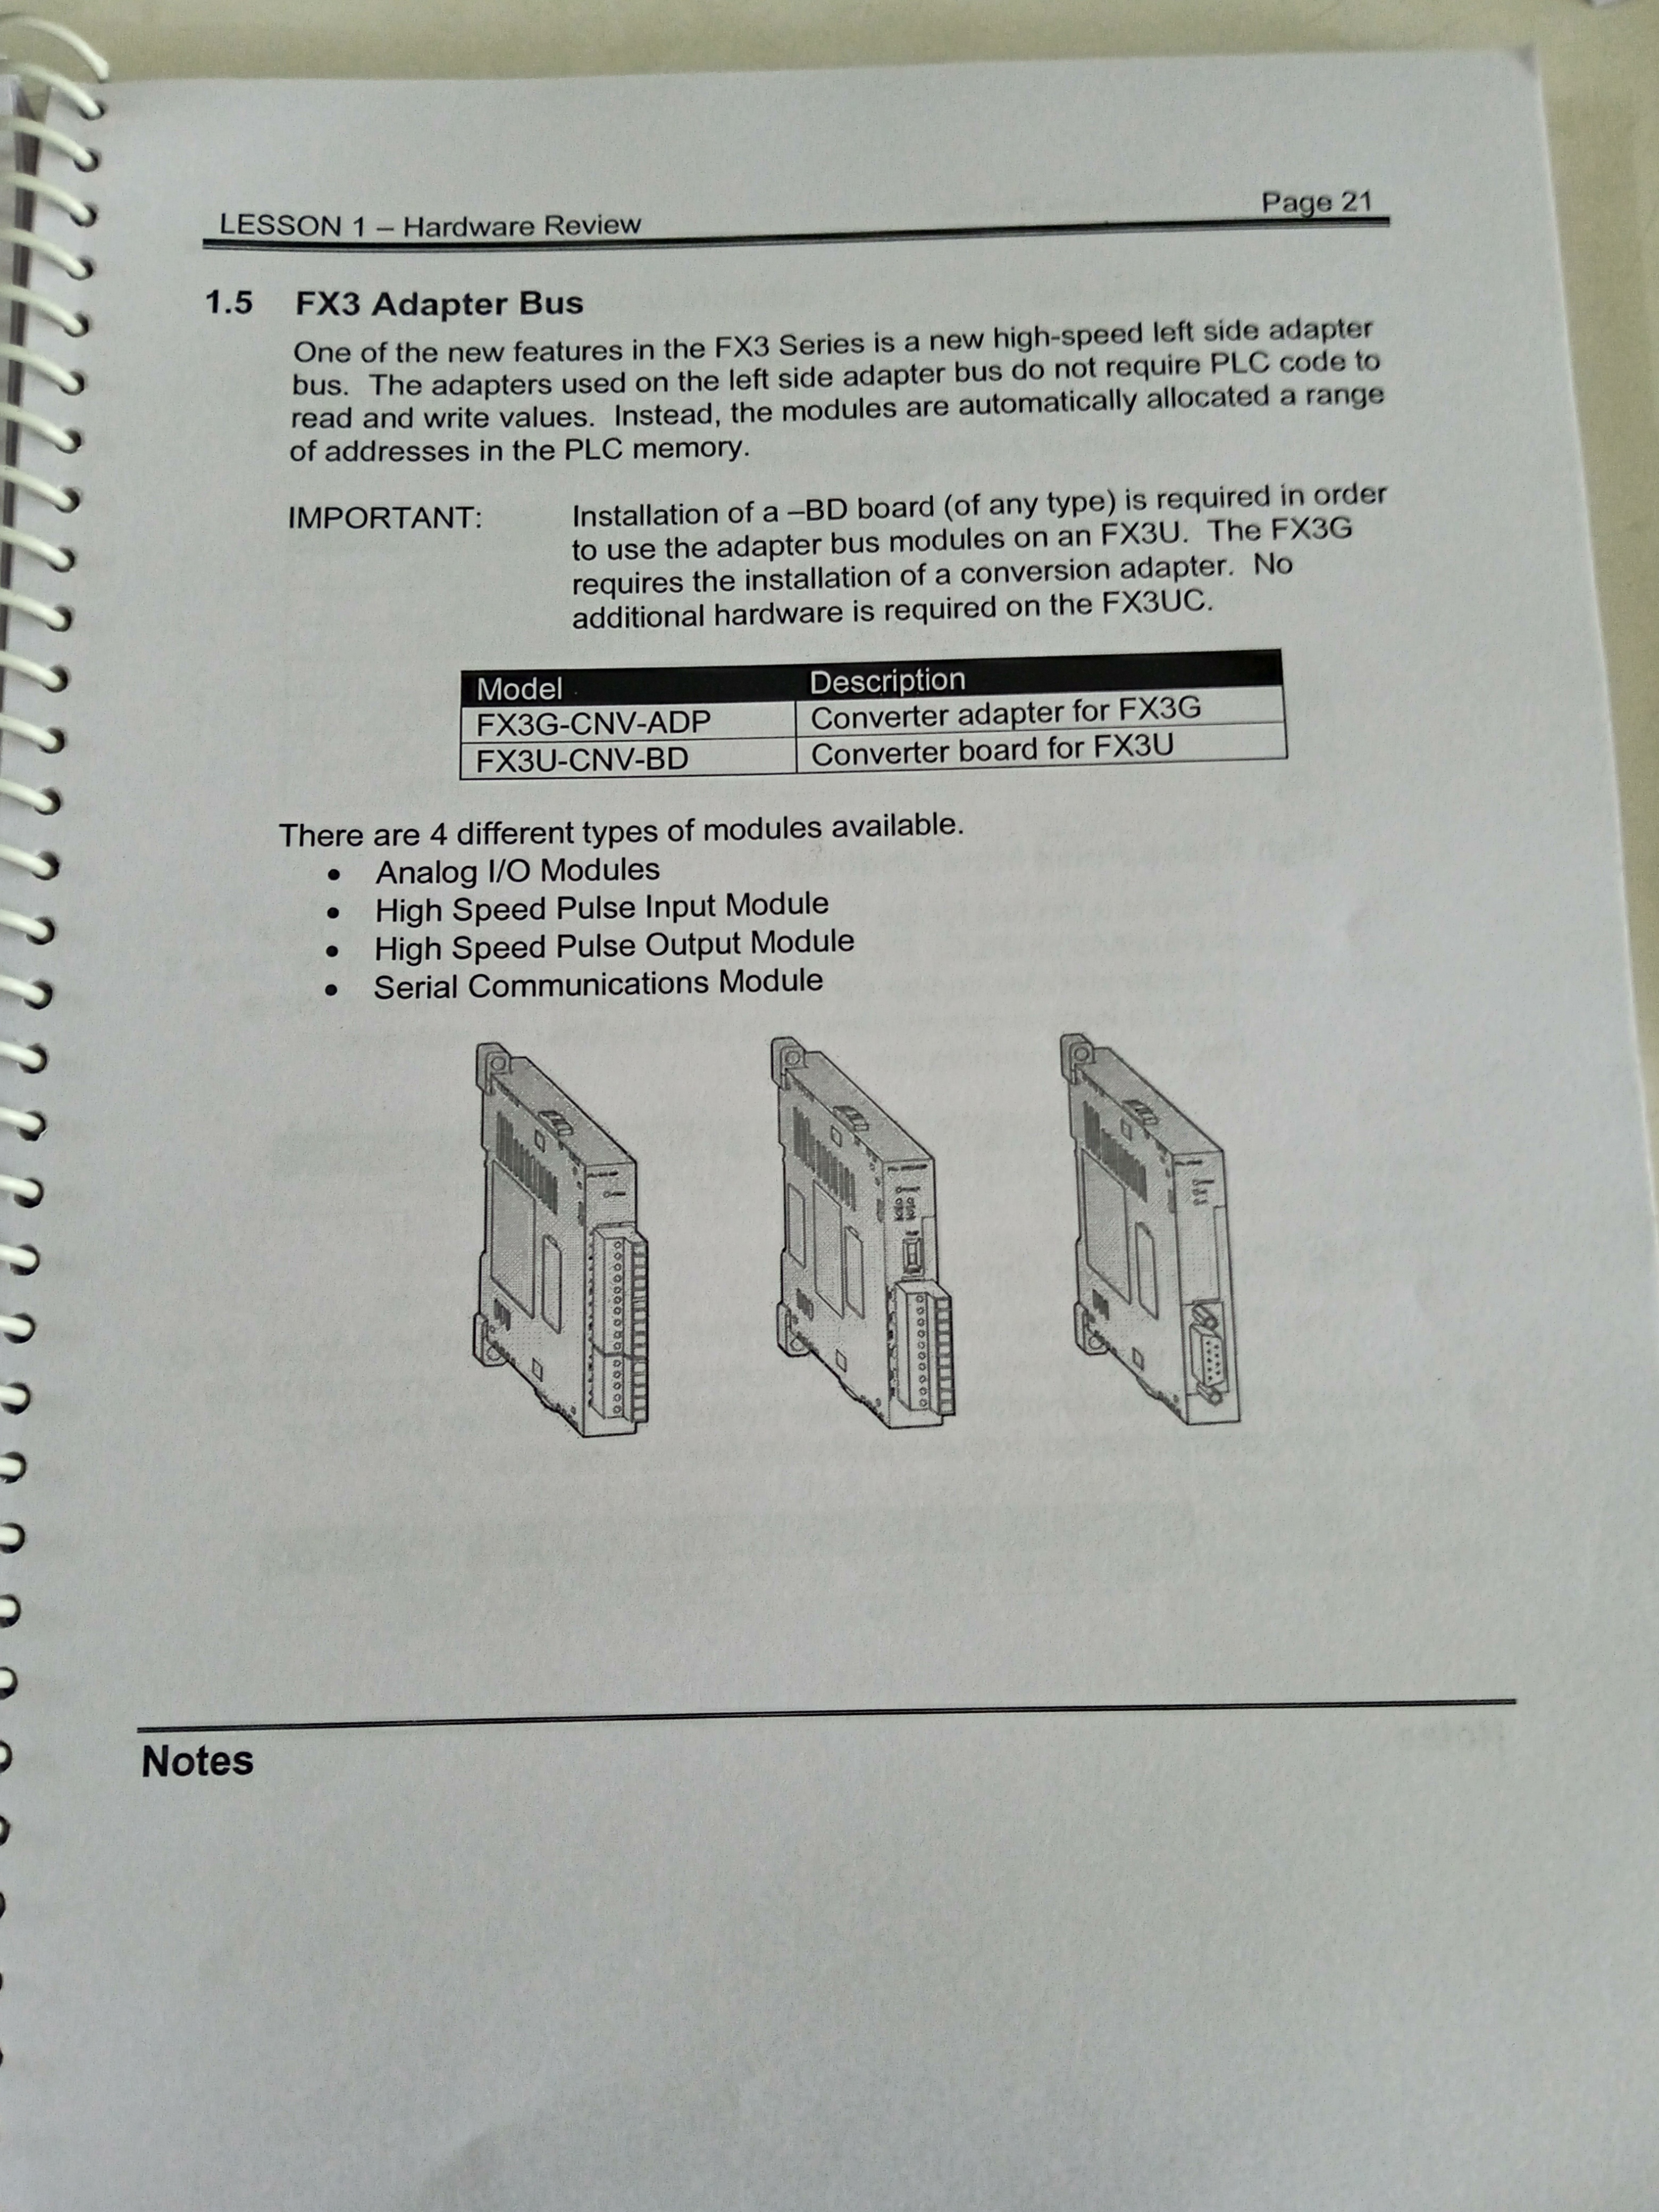 LESSON 1 – Hardware Review
Page 21
1.5 FX3 Adapter Bus
One of the new features in the FX3 Series is a new high-speed left side adapter
bus. The adapters used on the left side adapter bus do not require PLC code to
read and write values. Instead, the modules are automatically allocated a range
of addresses in the PLC memory.
IMPORTANT: Installation of a –BD board (of any type) is required in order
to use the adapter bus modules on an FX3U. The FX3G
requires the installation of a conversion adapter. No
additional hardware is required on the FX3UC.
Model Description
FX3G-CNV-ADP Converter adapter for FX3G
FX3U-CNV-BD Converter board for FX3U
There are 4 different types of modules available.
• Analog I/O Modules
• High Speed Pulse Input Module
• High Speed Pulse Output Module
• Serial Communications Module
Notes